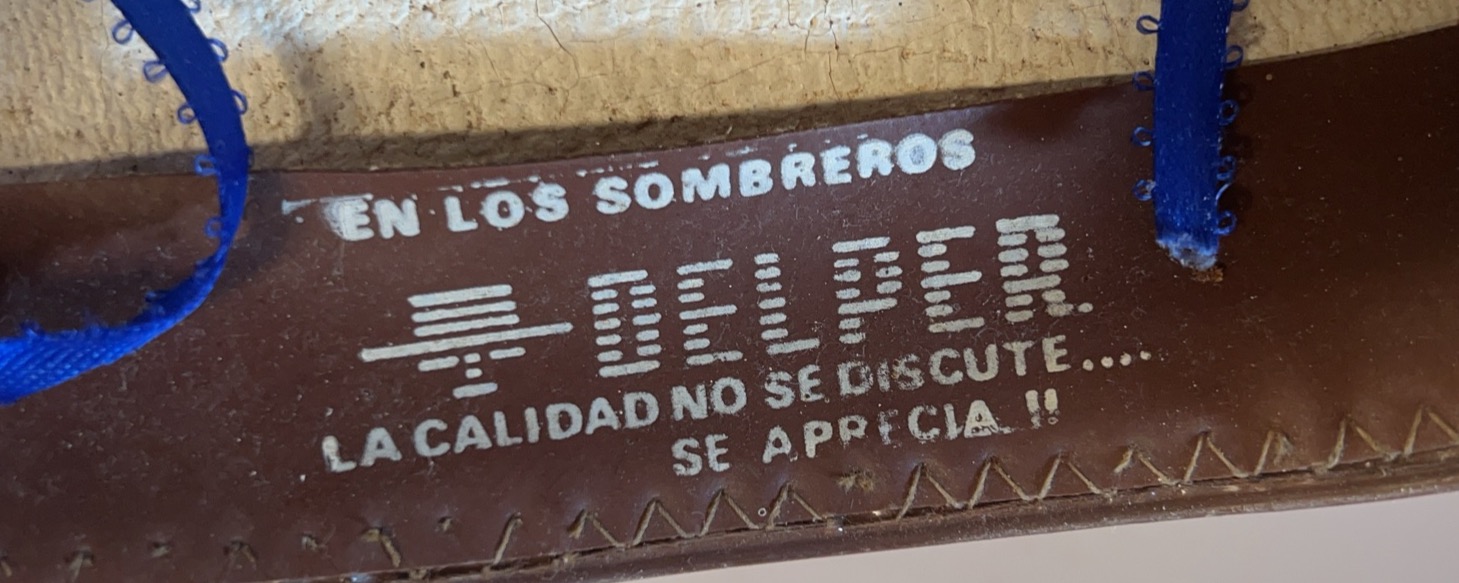 EN LOS SOMBREROS
DELPER
LA CALIDAD NO SE DISCUTE....
SE APRECIA !!